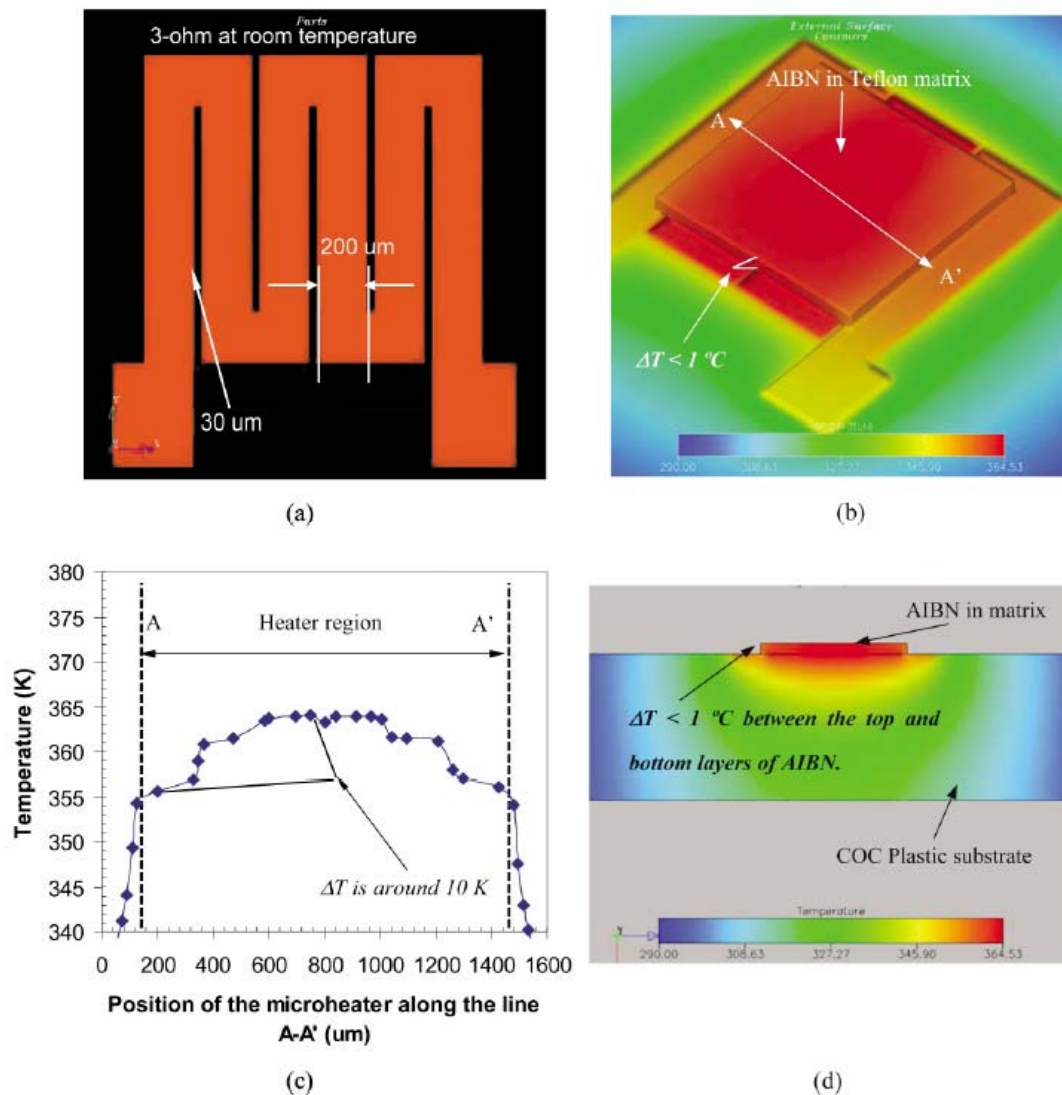 Parts
3-ohm at room temperature
200 um
30 um
Y
X
(a)
External Surface
Contours
AIBN in Teflon matrix
A
A'
ΔT < 1 ºC
290.00 308.63 327.27 345.90 364.53
(b)
380
375
370
365
360
355
350
345
340
Temperature (K)
A
Heater region
A'
ΔT is around 10 K
0 200 400 600 800 1000 1200 1400 1600
Position of the microheater along the line
A-A' (um)
(c)
AIBN in matrix
ΔT < 1 ºC between the top and
bottom layers of AIBN.
COC Plastic substrate
Temperature
Y
290.00 308.63 327.27 345.90 364.53
(d)